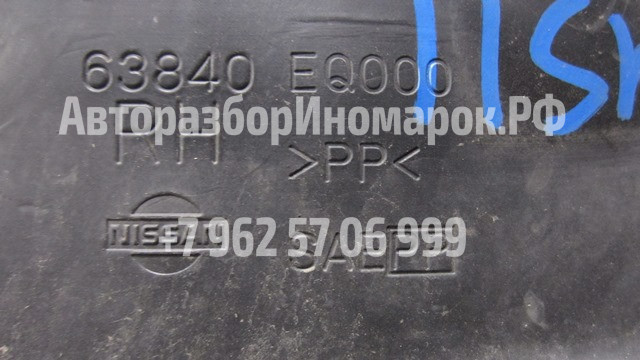 63840 EQ000
АвторазборИномарок.РФ
RH >PP<
NISSAN
+7 962 57 06 999